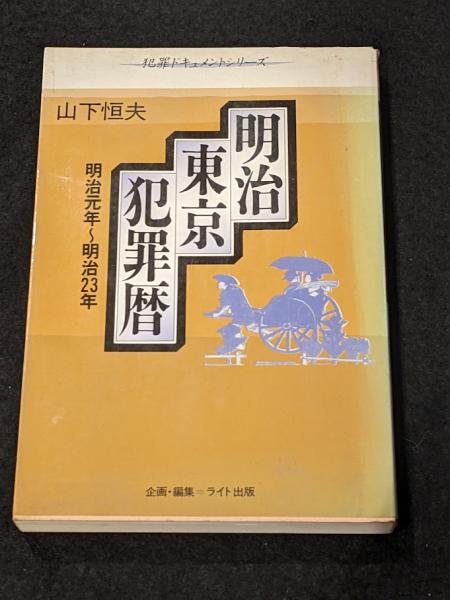 犯罪ドキュメントシリーズ
山下恒夫
明治
東京
犯罪暦
明治元年~明治23年
企画・編集=ライト出版